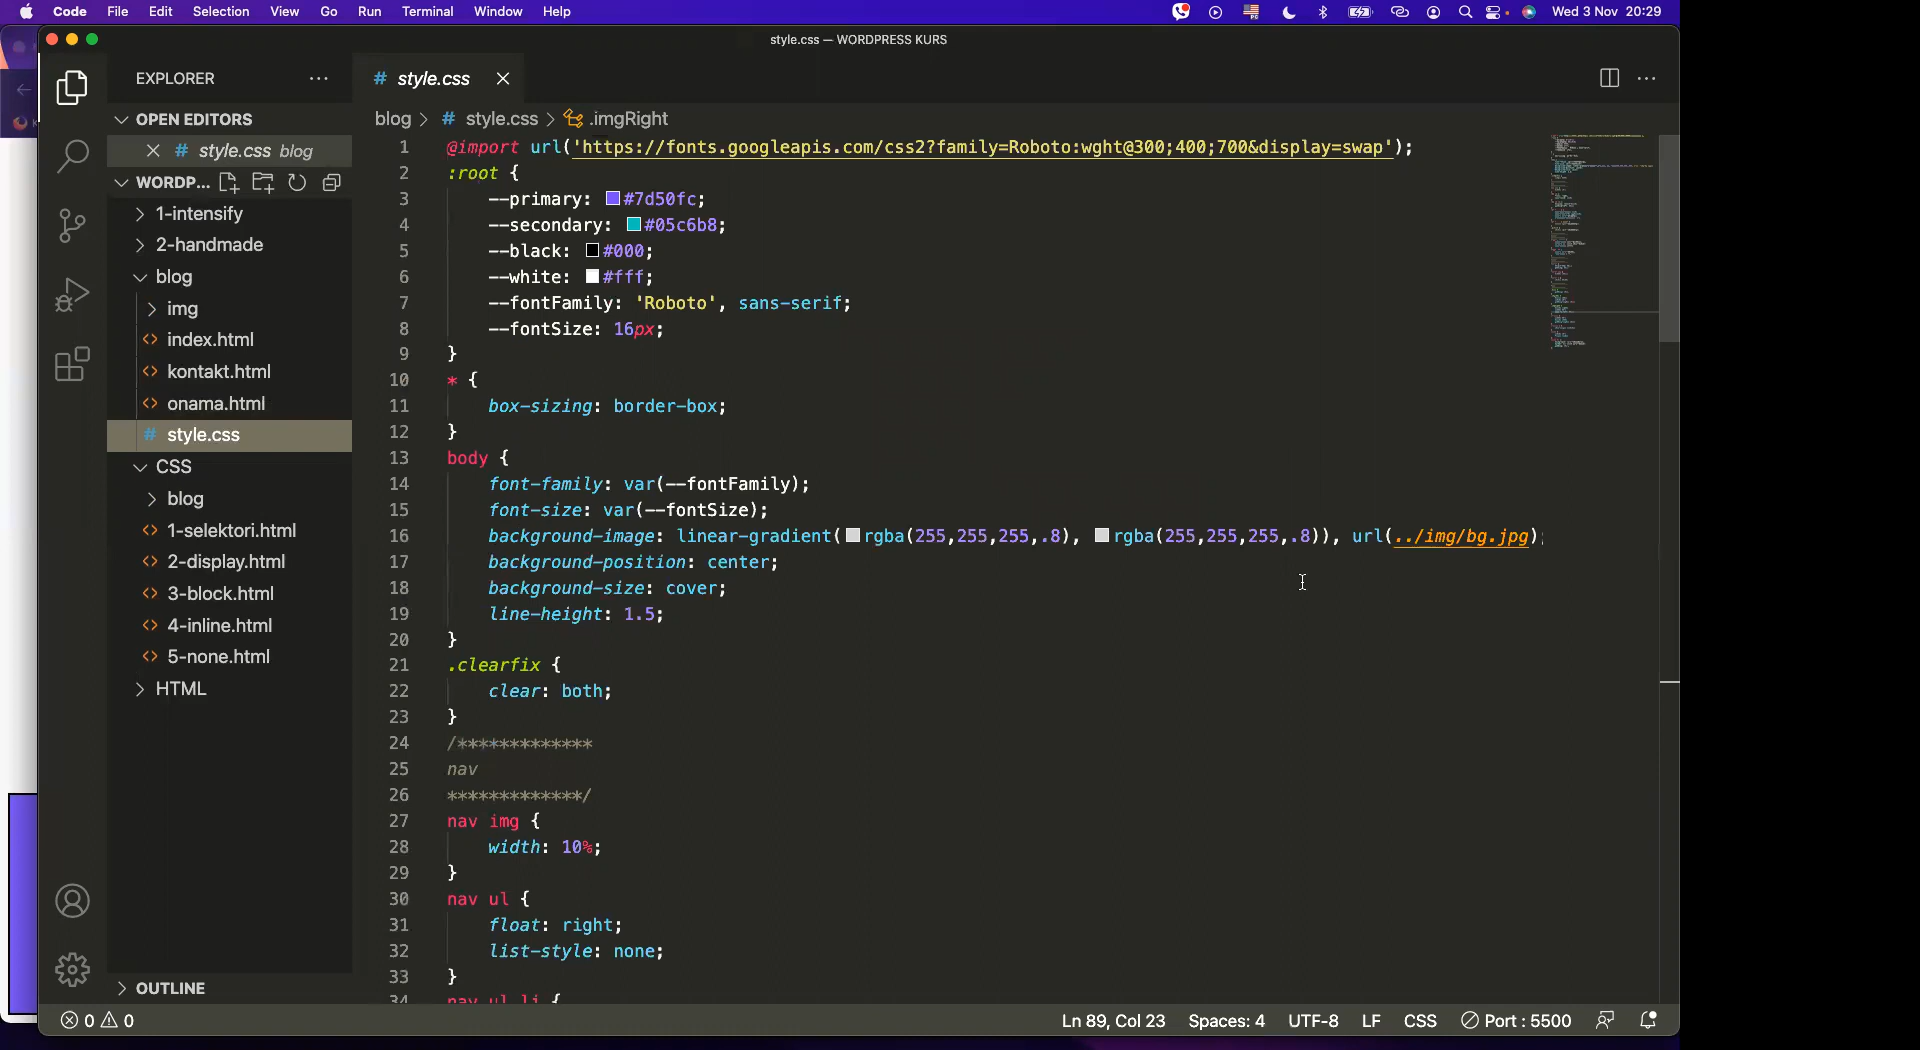 Code File Edit Selection View Go Run Terminal Window Help Wed 3 Nov 20:29
style.css — WORDPRESS KURS
EXPLORER
# style.css
OPEN EDITORS
# style.css blog
WORDP...
1-intensify
2-handmade
blog
img
<> index.html
<> kontakt.html
<> onama.html
# style.css
CSS
blog
<> 1-selektori.html
<> 2-display.html
<> 3-block.html
<> 4-inline.html
<> 5-none.html
HTML
OUTLINE
blog > # style.css > .imgRight
1 @import url('https://fonts.googleapis.com/css2?family=Roboto:wght@300;400;700&display=swap');
2 :root {
3 --primary: #7d50fc;
4 --secondary: #05c6b8;
5 --black: #000;
6 --white: #fff;
7 --fontFamily: 'Roboto', sans-serif;
8 --fontSize: 16px;
9 }
10 * {
11 box-sizing: border-box;
12 }
13 body {
14 font-family: var(--fontFamily);
15 font-size: var(--fontSize);
16 background-image: linear-gradient(rgba(255,255,255,.8), rgba(255,255,255,.8)), url(../img/bg.jpg);
17 background-position: center;
18 background-size: cover;
19 line-height: 1.5;
20 }
21 .clearfix {
22 clear: both;
23 }
24 /*************
25 nav
26 *************/
27 nav img {
28 width: 10%;
29 }
30 nav ul {
31 float: right;
32 list-style: none;
33 }
34 nav ul li {
0 0
Ln 89, Col 23 Spaces: 4 UTF-8 LF CSS Port : 5500